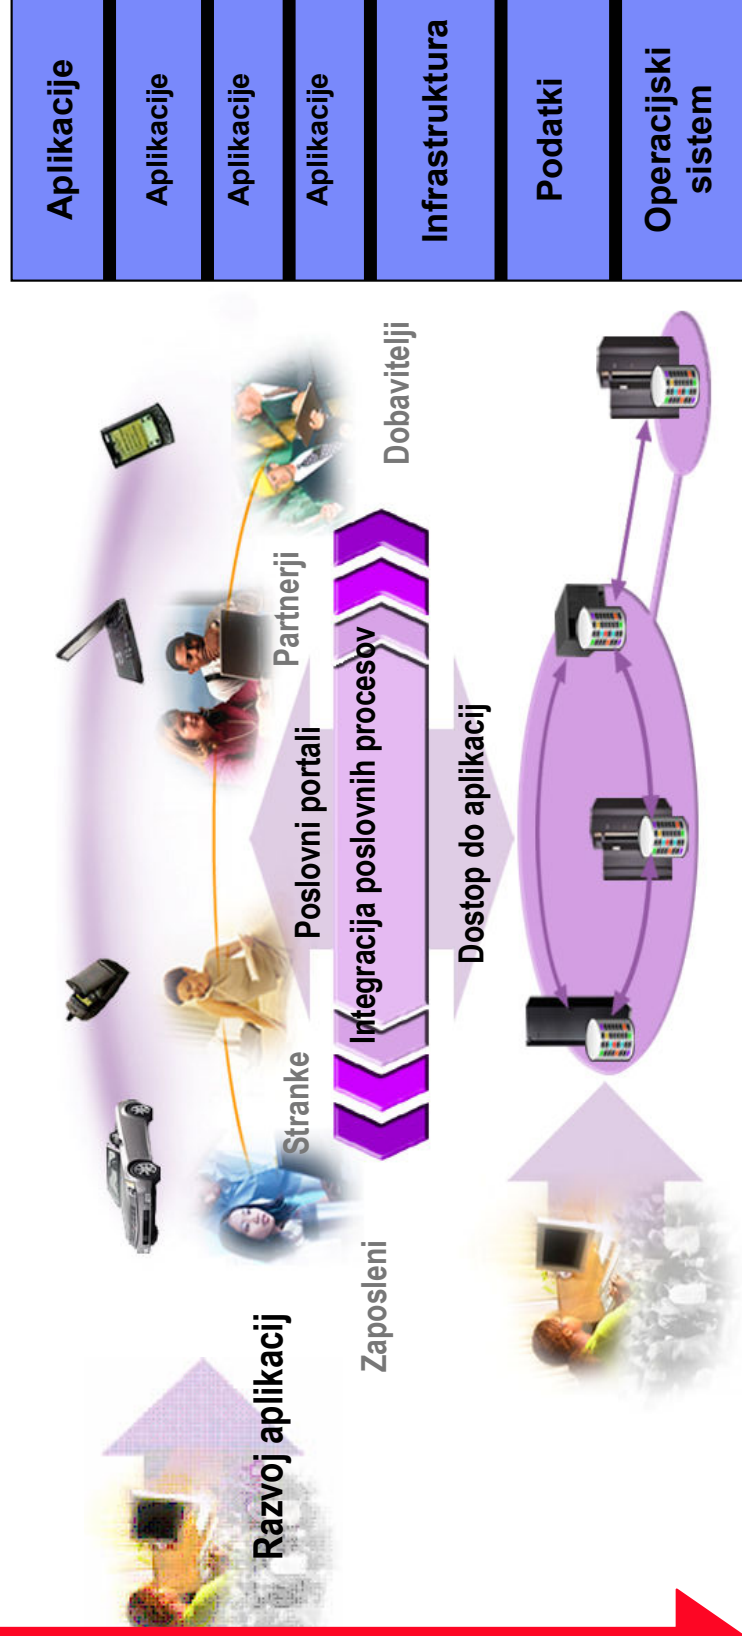 Aplikacije
Aplikacije
Aplikacije
Aplikacije
Infrastruktura
Podatki
Operacijski
sistem
Dobavitelji
Partnerji
Stranke
Zaposleni
Poslovni portali
Integracija poslovnih procesov
Dostop do aplikacij
Razvoj aplikacij